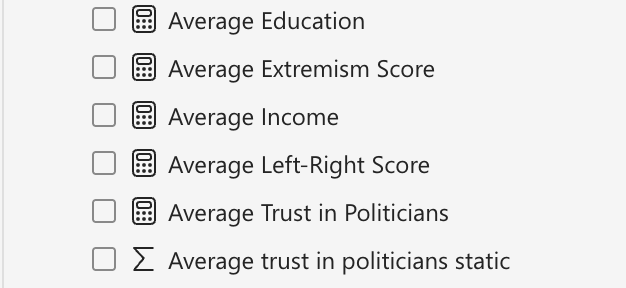 Average Education
Average Extremism Score
Average Income
Average Left-Right Score
Average Trust in Politicians
Average trust in politicians static